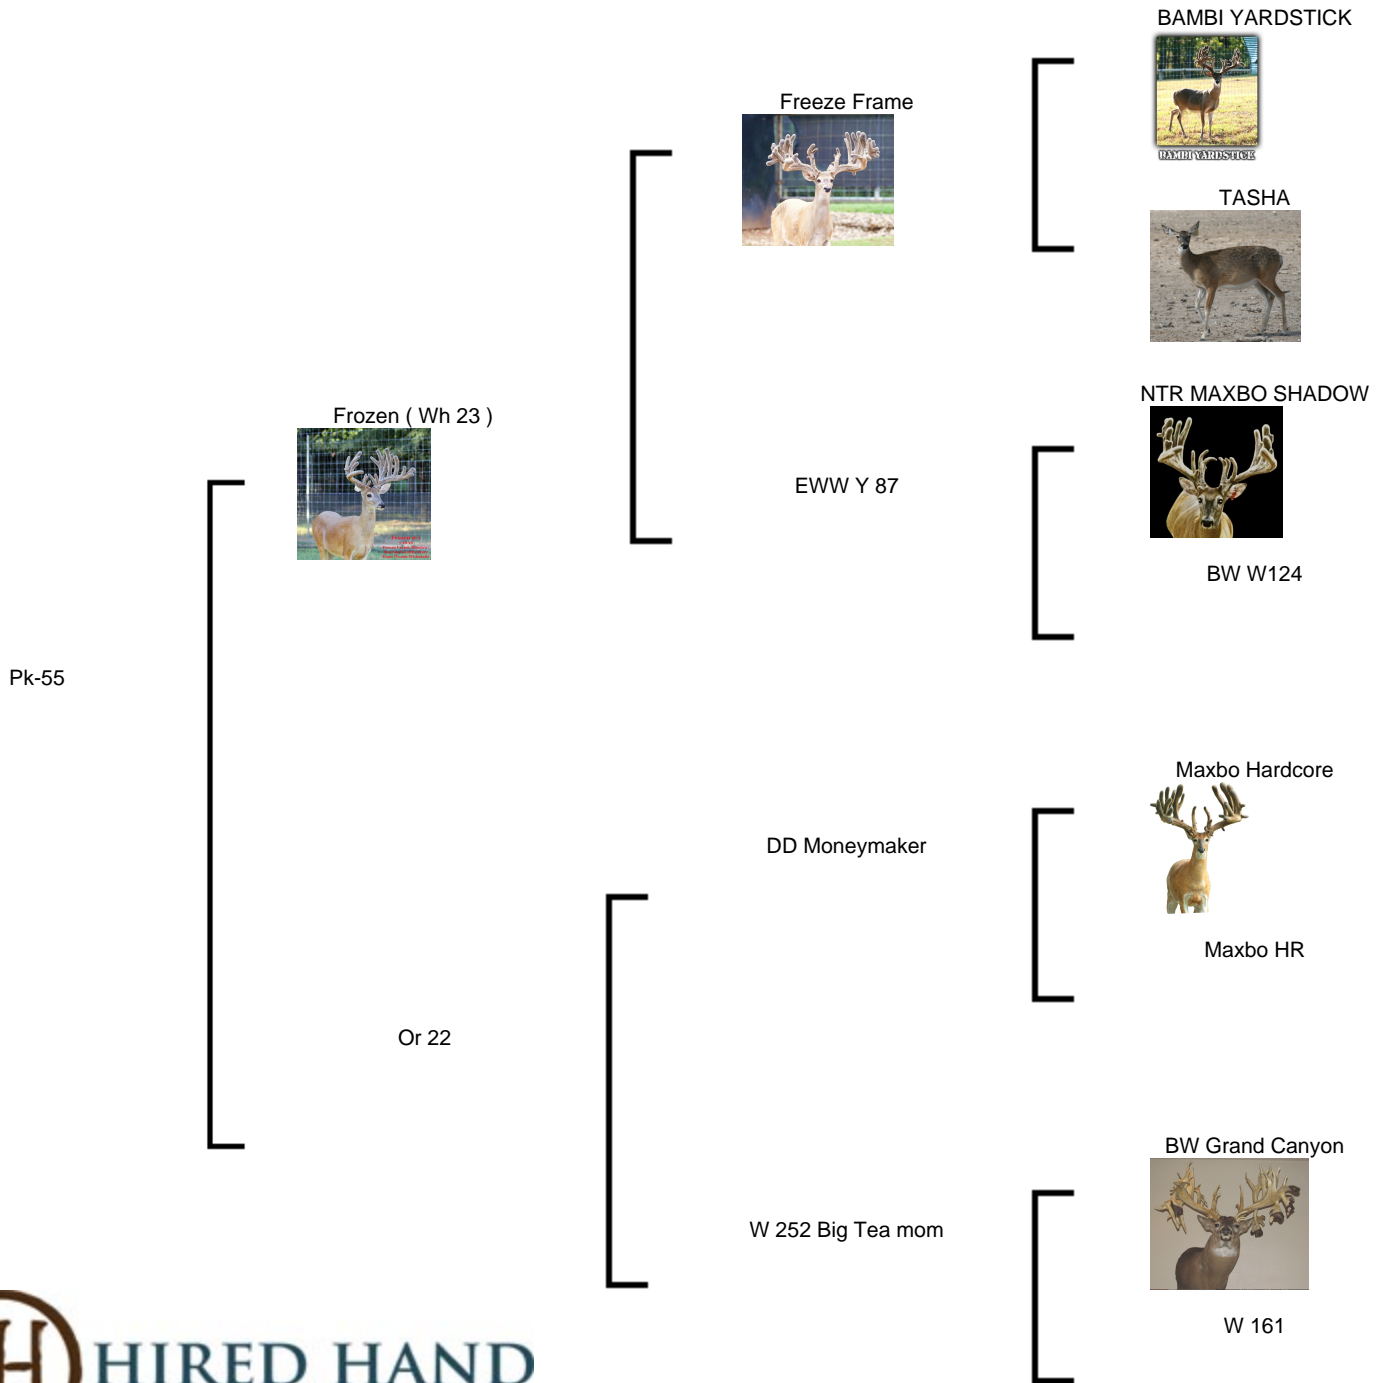 BAMBI YARDSTICK
BAMBI YARDSTICK
Freeze Frame
TASHA
NTR MAXBO SHADOW
Frozen ( Wh 23 )
EWW Y 87
BW W124
Pk-55
Maxbo Hardcore
DD Moneymaker
Maxbo HR
Or 22
BW Grand Canyon
W 252 Big Tea mom
W 161
H HIRED HAND